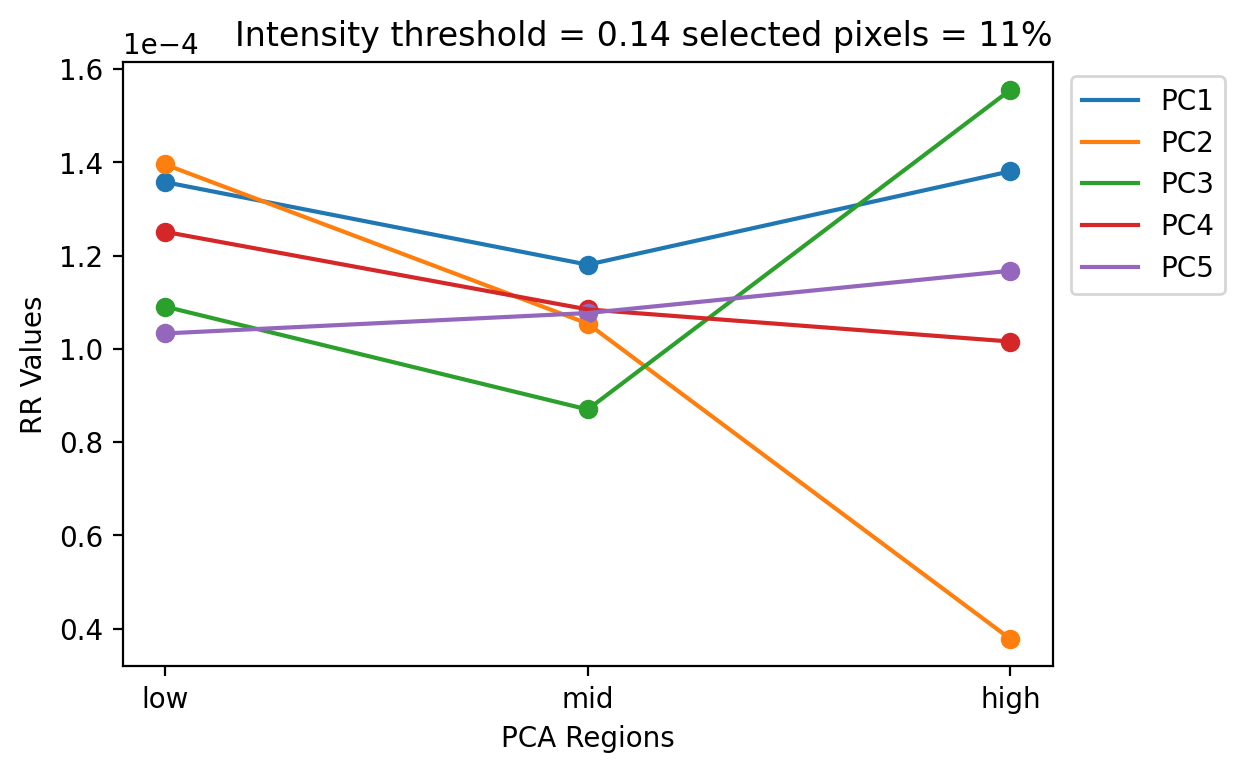 1e−4
Intensity threshold = 0.14 selected pixels = 11%
1.6
1.4
1.2
1.0
0.8
0.6
0.4
RR Values
low
mid
high
PCA Regions
PC1
PC2
PC3
PC4
PC5